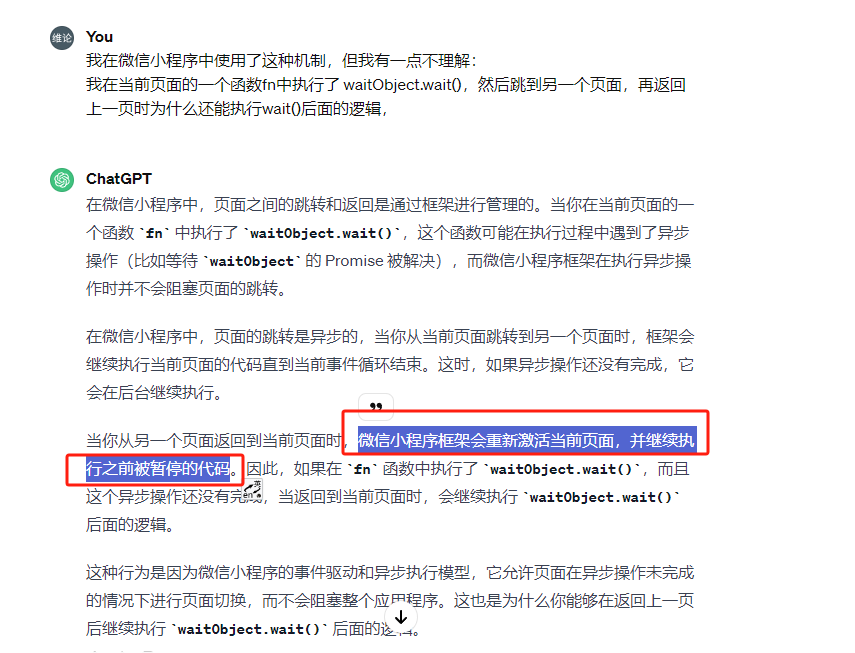 维论
You
我在微信小程序中使用了这种机制，但我有一点不理解：
我在当前页面的一个函数fn中执行了 waitObject.wait()，然后跳到另一个页面，再返回
上一页时为什么还能执行wait()后面的逻辑，
ChatGPT
在微信小程序中，页面之间的跳转和返回是通过框架进行管理的。当你在当前页面的一
个函数 `fn` 中执行了 `waitObject.wait()`，这个函数可能在执行过程中遇到了异步
操作（比如等待 `waitObject` 的 Promise 被解决），而微信小程序框架在执行异步操
作时并不会阻塞页面的跳转。
在微信小程序中，页面的跳转是异步的，当你从当前页面跳转到另一个页面时，框架会
继续执行当前页面的代码直到当前事件循环结束。这时，如果异步操作还没有完成，它
会在后台继续执行。
当你从另一个页面返回到当前页面时，微信小程序框架会重新激活当前页面，并继续执
行之前被暂停的代码。因此，如果在 `fn` 函数中执行了 `waitObject.wait()`，而且
这个异步操作还没有完成，当返回到当前页面时，会继续执行 `waitObject.wait()`
后面的逻辑。
这种行为是因为微信小程序的事件驱动和异步执行模型，它允许页面在异步操作未完成
的情况下进行页面切换，而不会阻塞整个应用程序。这也是为什么你能够在返回上一页
后继续执行 `waitObject.wait()` 后面的逻辑。